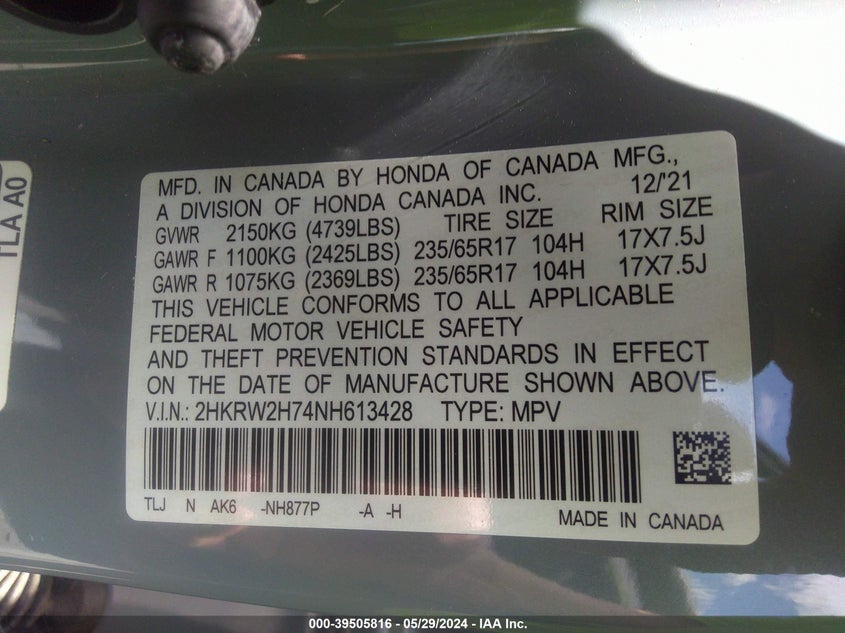 TLA A0
MFD. IN CANADA BY HONDA OF CANADA MFG.,
A DIVISION OF HONDA CANADA INC. 12/'21
GVWR 2150KG (4739LBS) TIRE SIZE RIM SIZE
GAWR F 1100KG (2425LBS) 235/65R17 104H 17X7.5J
GAWR R 1075KG (2369LBS) 235/65R17 104H 17X7.5J
THIS VEHICLE CONFORMS TO ALL APPLICABLE
FEDERAL MOTOR VEHICLE SAFETY
AND THEFT PREVENTION STANDARDS IN EFFECT
ON THE DATE OF MANUFACTURE SHOWN ABOVE.
V.I.N.: 2HKRW2H74NH613428 TYPE: MPV
TLJ N AK6 -NH877P -A -H
MADE IN CANADA
000-39505816 - 05/29/2024 - IAA Inc.